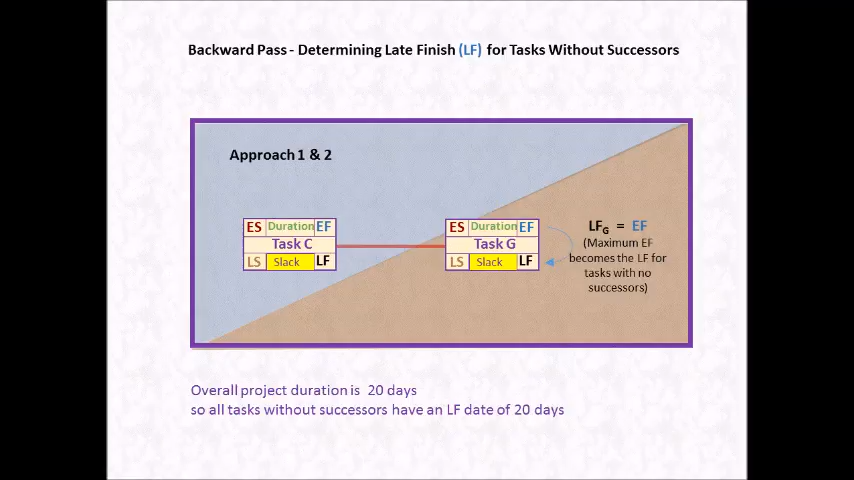 Backward Pass - Determining Late Finish (LF) for Tasks Without Successors
Approach 1 & 2
ES Duration EF
Task C
LS Slack LF
ES Duration EF
Task G
LS Slack LF
LFG = EF
(Maximum EF
becomes the LF for
tasks with no
successors)
Overall project duration is 20 days
so all tasks without successors have an LF date of 20 days